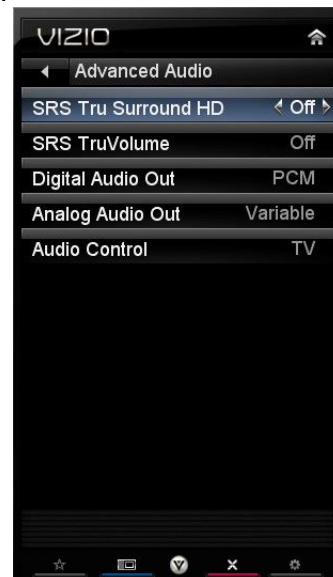 VIZIO
Advanced Audio
SRS Tru Surround HD Off
SRS TruVolume Off
Digital Audio Out PCM
Analog Audio Out Variable
Audio Control TV